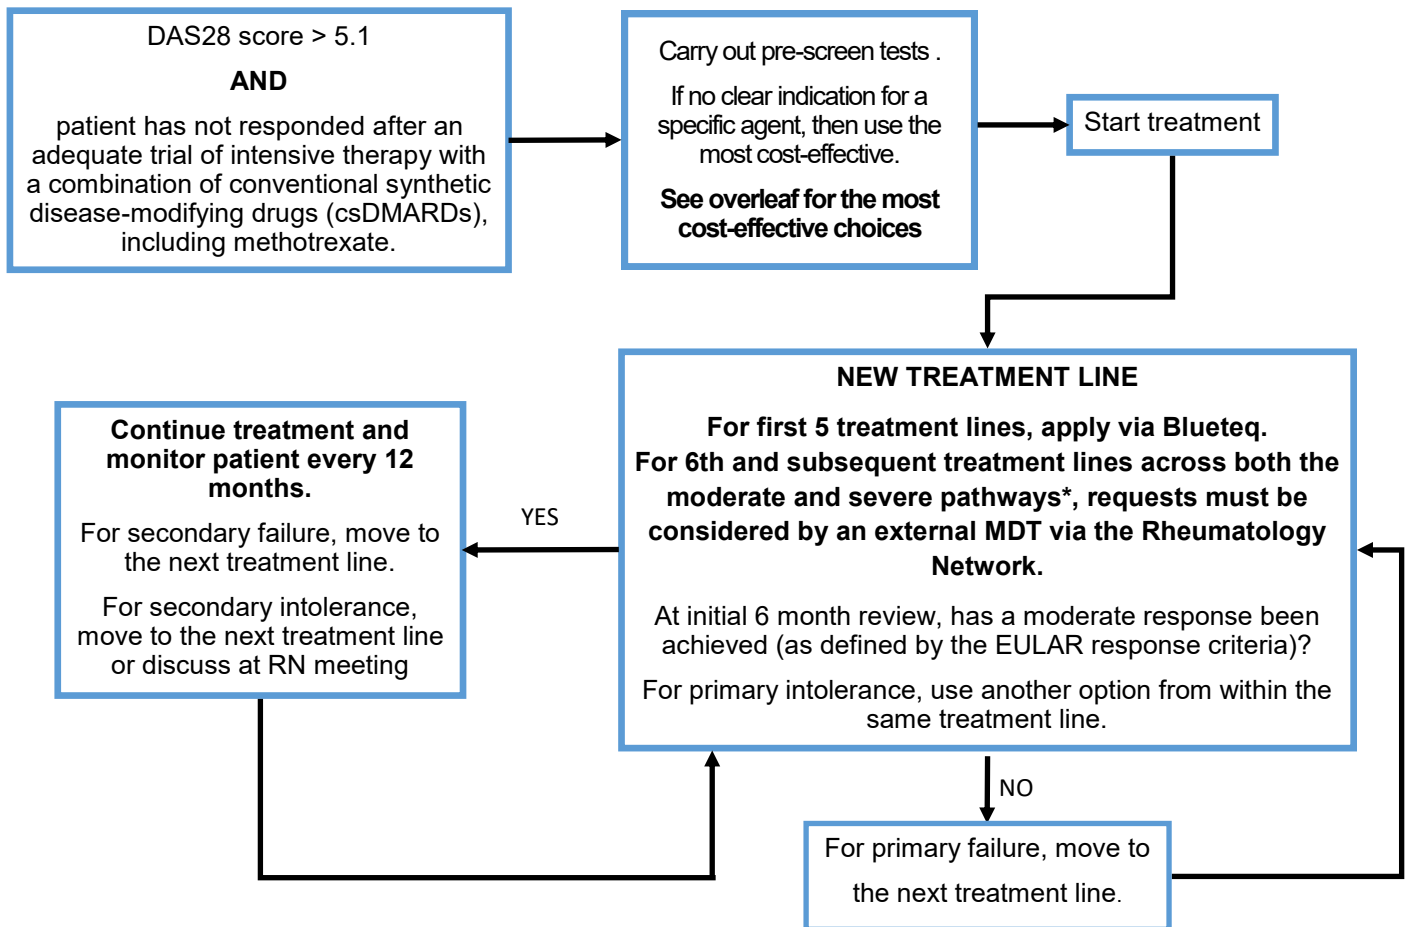 DAS28 score > 5.1
AND
patient has not responded after an
adequate trial of intensive therapy with
a combination of conventional synthetic
disease-modifying drugs (csDMARDs),
including methotrexate.
Carry out pre-screen tests .
If no clear indication for a
specific agent, then use the
most cost-effective.
See overleaf for the most
cost-effective choices
Start treatment
NEW TREATMENT LINE
For first 5 treatment lines, apply via Blueteq.
For 6th and subsequent treatment lines across both the
moderate and severe pathways*, requests must be
considered by an external MDT via the Rheumatology
Network.
At initial 6 month review, has a moderate response been
achieved (as defined by the EULAR response criteria)?
For primary intolerance, use another option from within the
same treatment line.
YES
Continue treatment and
monitor patient every 12
months.
For secondary failure, move to
the next treatment line.
For secondary intolerance,
move to the next treatment line
or discuss at RN meeting
NO
For primary failure, move to
the next treatment line.